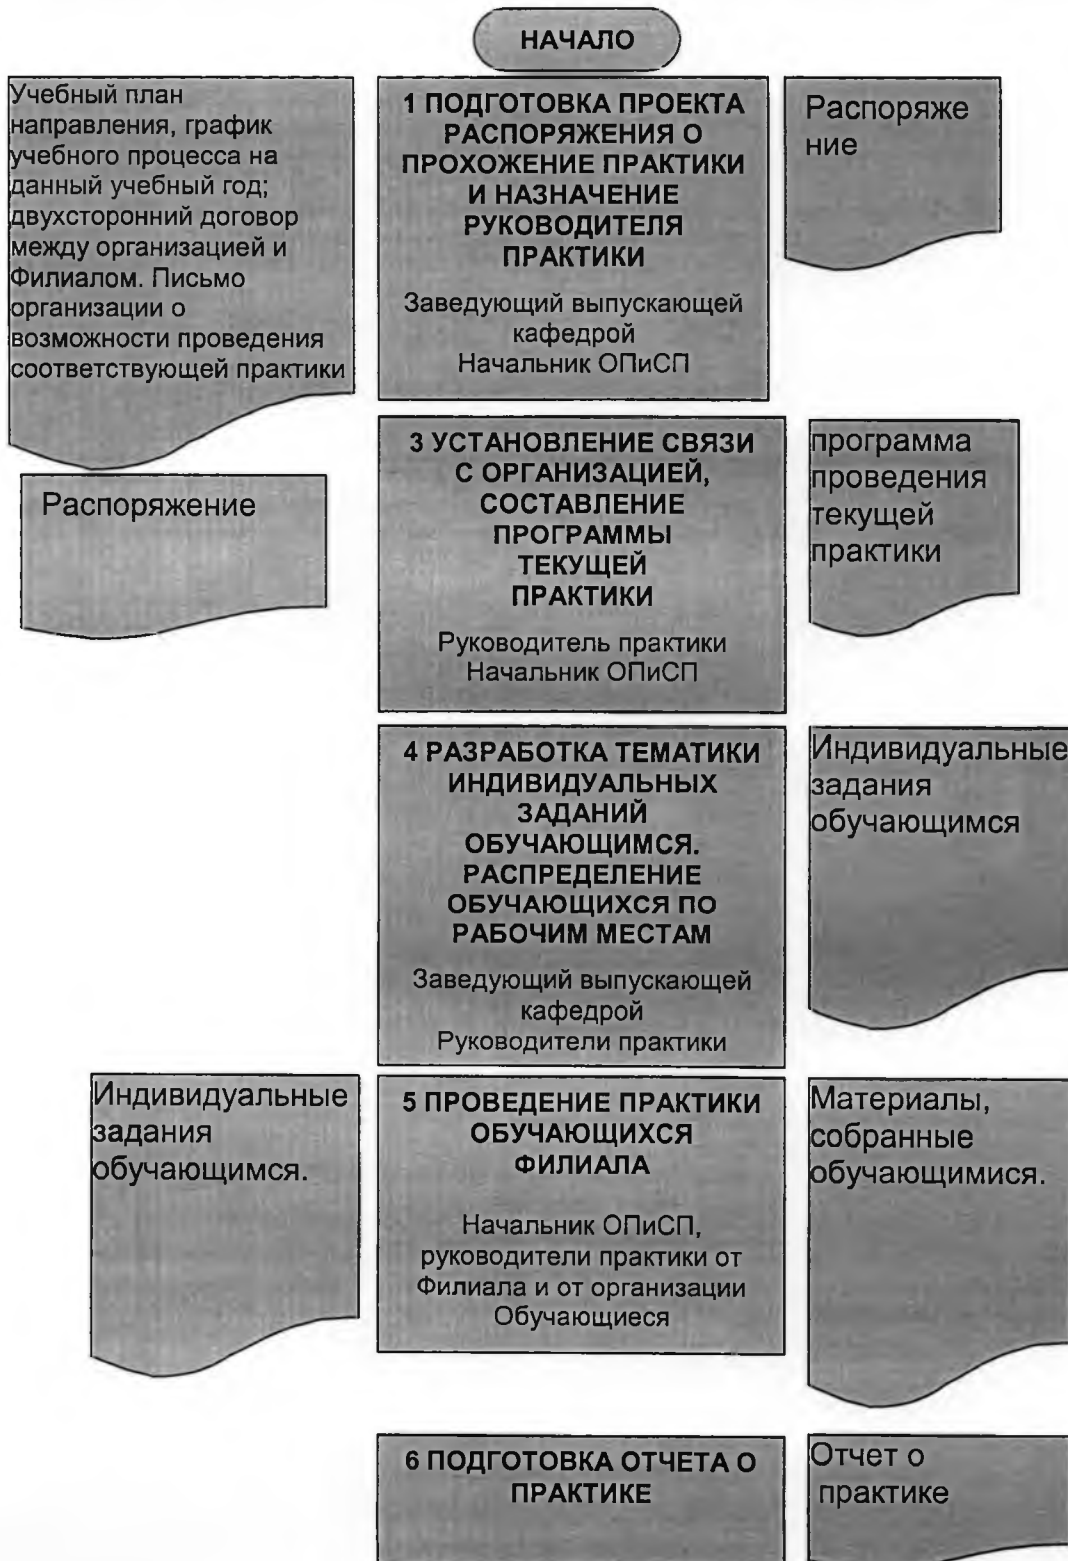 НАЧАЛО
Учебный план
направления, график
учебного процесса на
данный учебный год;
двухсторонний договор
между организацией и
Филиалом. Письмо
организации о
возможности проведения
соответствующей практики
1 ПОДГОТОВКА ПРОЕКТА
РАСПОРЯЖЕНИЯ О
ПРОХОЖЕНИЕ ПРАКТИКИ
И НАЗНАЧЕНИЕ
РУКОВОДИТЕЛЯ
ПРАКТИКИ
Заведующий выпускающей
кафедрой
Начальник ОПиСП
Распоряже
ние
Распоряжение
3 УСТАНОВЛЕНИЕ СВЯЗИ
С ОРГАНИЗАЦИЕЙ,
СОСТАВЛЕНИЕ
ПРОГРАММЫ
ТЕКУЩЕЙ
ПРАКТИКИ
Руководитель практики
Начальник ОПиСП
программа
проведения
текущей
практики
4 РАЗРАБОТКА ТЕМАТИКИ
ИНДИВИДУАЛЬНЫХ
ЗАДАНИЙ
ОБУЧАЮЩИМСЯ.
РАСПРЕДЕЛЕНИЕ
ОБУЧАЮЩИХСЯ ПО
РАБОЧИМ МЕСТАМ
Заведующий выпускающей
кафедрой
Руководители практики
Индивидуальные
задания
обучающимся
Индивидуальные
задания
обучающимся.
5 ПРОВЕДЕНИЕ ПРАКТИКИ
ОБУЧАЮЩИХСЯ
ФИЛИАЛА
Начальник ОПиСП,
руководители практики от
Филиала и от организации
Обучающиеся
Материалы,
собранные
обучающимися.
6 ПОДГОТОВКА ОТЧЕТА О
ПРАКТИКЕ
Отчет о
практике